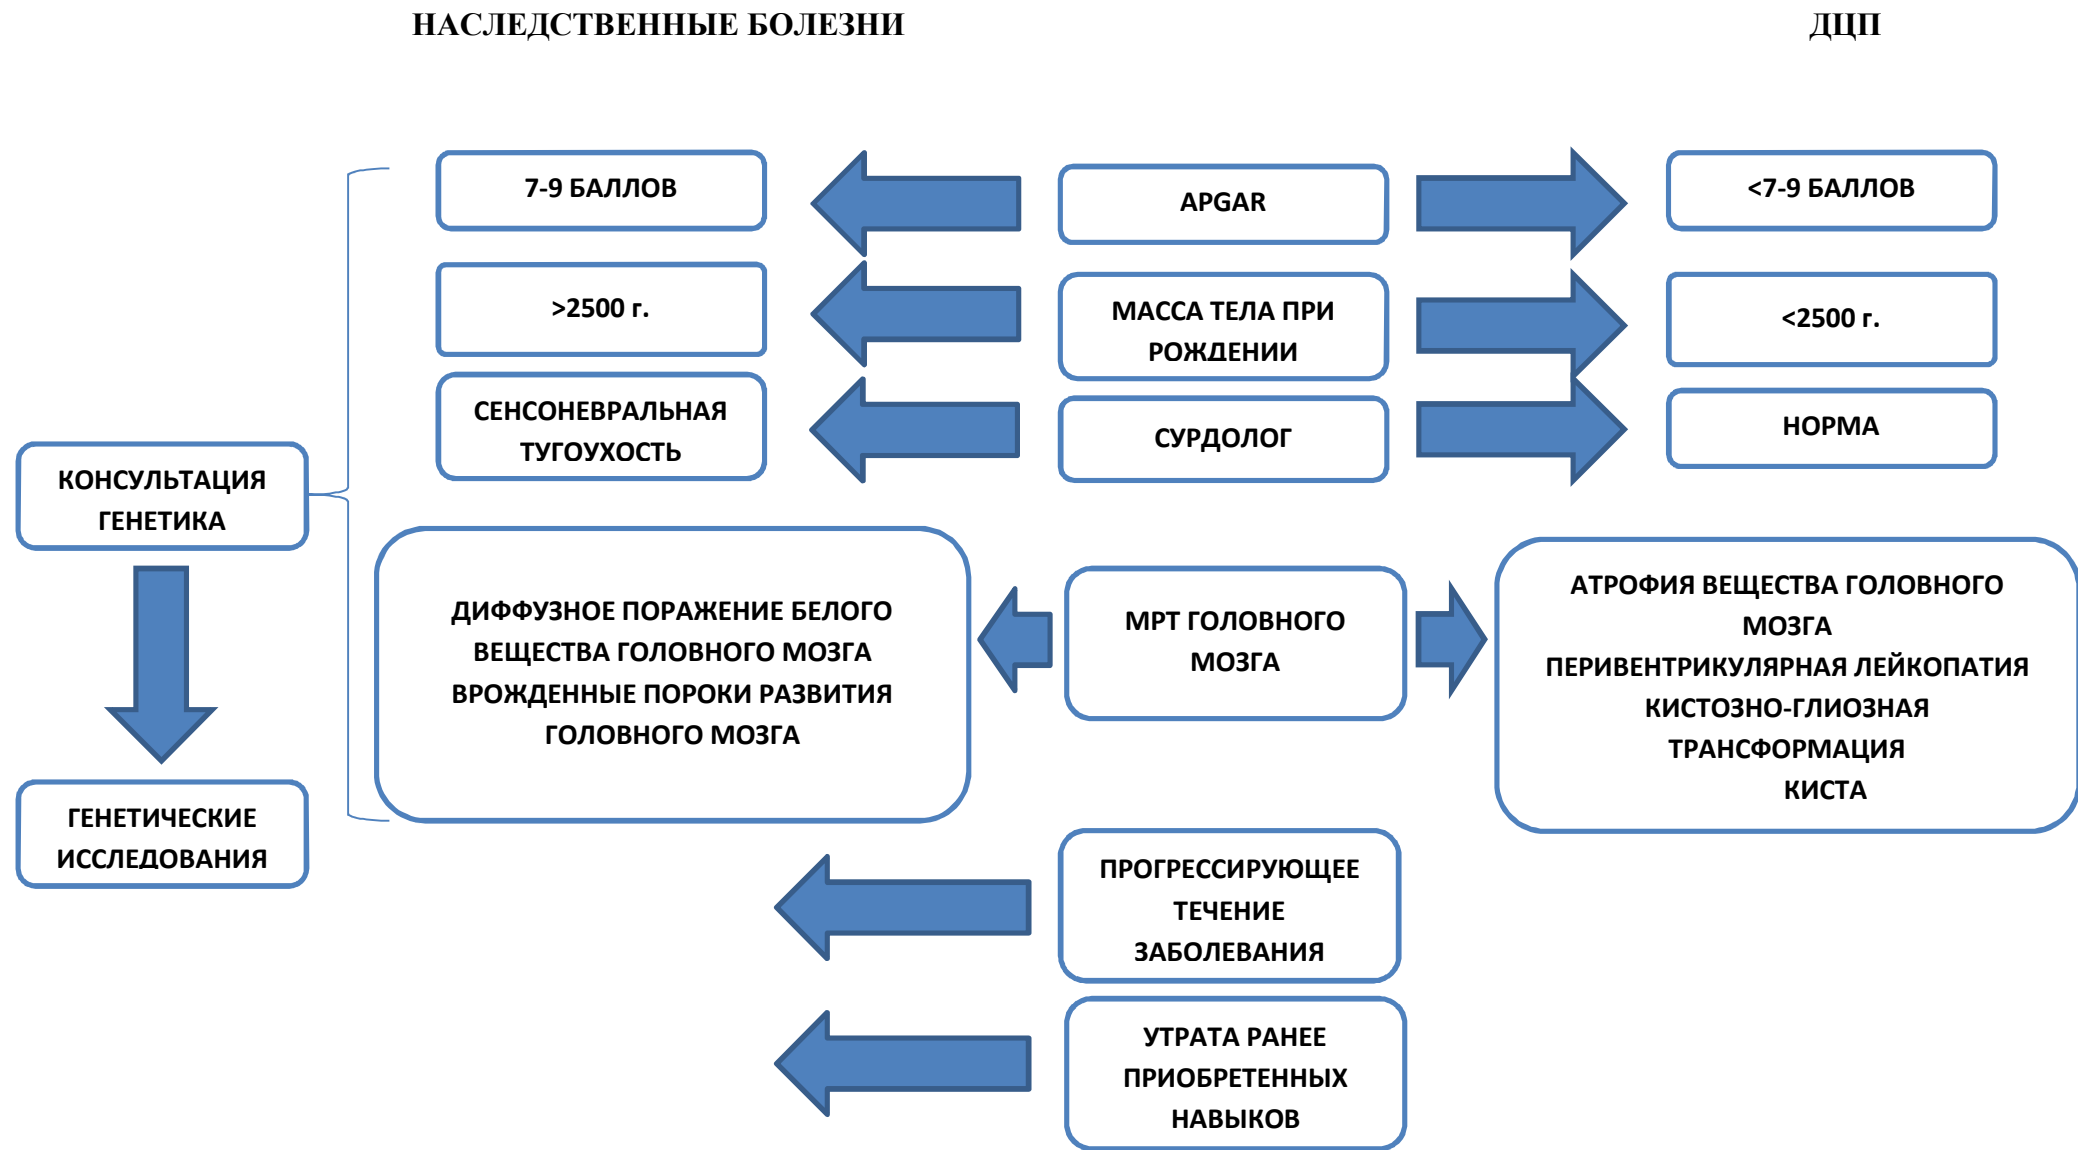 НАСЛЕДСТВЕННЫЕ БОЛЕЗНИ
ДЦП
7-9 БАЛЛОВ
APGAR
<7-9 БАЛЛОВ
>2500 г.
МАССА ТЕЛА ПРИ
РОЖДЕНИИ
<2500 г.
СЕНСОНЕВРАЛЬНАЯ
ТУГОУХОСТЬ
СУРДОЛОГ
НОРМА
КОНСУЛЬТАЦИЯ
ГЕНЕТИКА
ДИФФУЗНОЕ ПОРАЖЕНИЕ БЕЛОГО
ВЕЩЕСТВА ГОЛОВНОГО МОЗГА
ВРОЖДЕННЫЕ ПОРОКИ РАЗВИТИЯ
ГОЛОВНОГО МОЗГА
МРТ ГОЛОВНОГО
МОЗГА
АТРОФИЯ ВЕЩЕСТВА ГОЛОВНОГО
МОЗГА
ПЕРИВЕНТРИКУЛЯРНАЯ ЛЕЙКОПАТИЯ
КИСТОЗНО-ГЛИОЗНАЯ
ТРАНСФОРМАЦИЯ
КИСТА
ГЕНЕТИЧЕСКИЕ
ИССЛЕДОВАНИЯ
ПРОГРЕССИРУЮЩЕЕ
ТЕЧЕНИЕ
ЗАБОЛЕВАНИЯ
УТРАТА РАНЕЕ
ПРИОБРЕТЕННЫХ
НАВЫКОВ